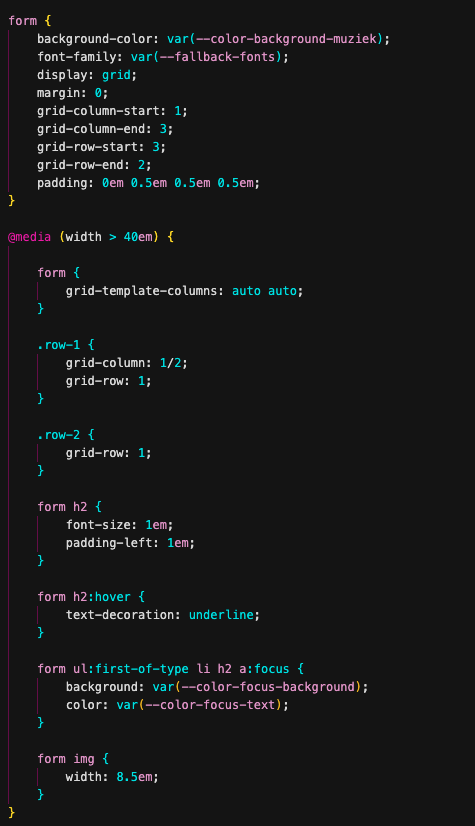 form {
    background-color: var(--color-background-muziek);
    font-family: var(--fallback-fonts);
    display: grid;
    margin: 0;
    grid-column-start: 1;
    grid-column-end: 3;
    grid-row-start: 3;
    grid-row-end: 2;
    padding: 0em 0.5em 0.5em 0.5em;
}
@media (width > 40em) {
    form {
        grid-template-columns: auto auto;
    }
    .row-1 {
        grid-column: 1/2;
        grid-row: 1;
    }
    .row-2 {
        grid-row: 1;
    }
    form h2 {
        font-size: 1em;
        padding-left: 1em;
    }
    form h2:hover {
        text-decoration: underline;
    }
    form ul:first-of-type li h2 a:focus {
        background: var(--color-focus-background);
        color: var(--color-focus-text);
    }
    form img {
        width: 8.5em;
    }
}